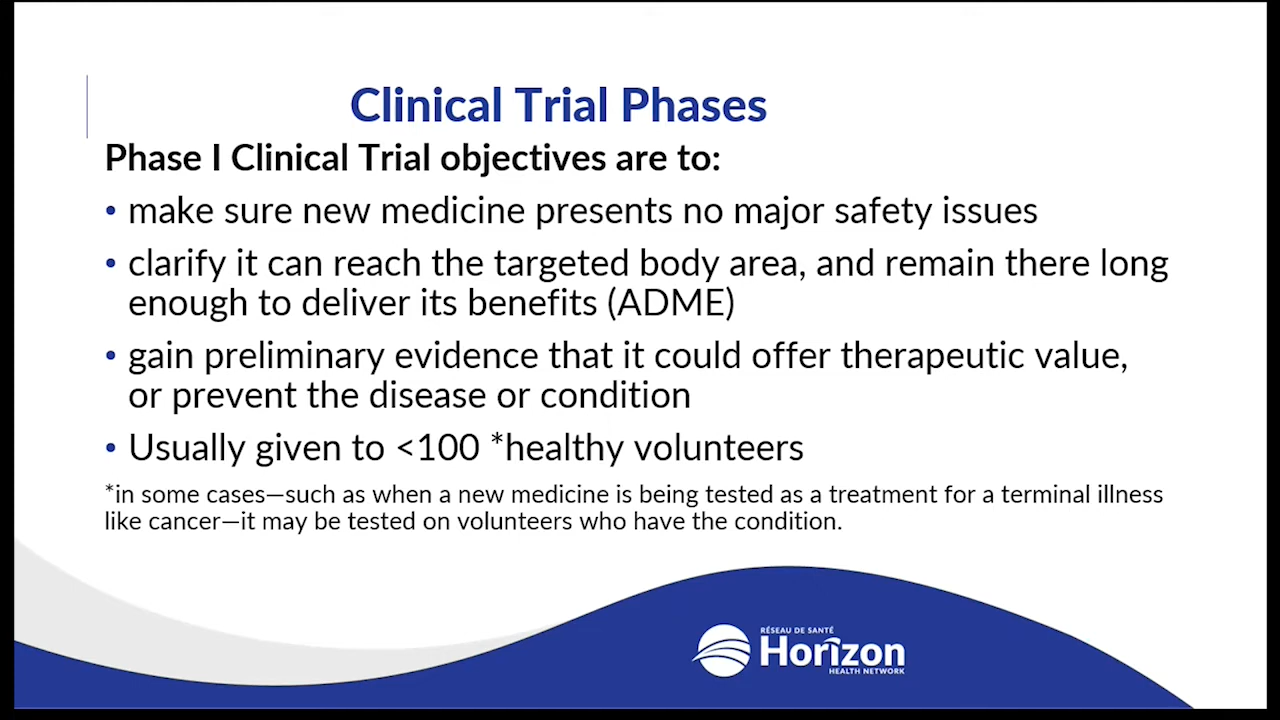 Clinical Trial Phases
Phase I Clinical Trial objectives are to:
• make sure new medicine presents no major safety issues
• clarify it can reach the targeted body area, and remain there long
enough to deliver its benefits (ADME)
• gain preliminary evidence that it could offer therapeutic value,
or prevent the disease or condition
• Usually given to <100 *healthy volunteers
*in some cases—such as when a new medicine is being tested as a treatment for a terminal illness
like cancer—it may be tested on volunteers who have the condition.
RÉSEAU DE SANTÉ
Horizon
HEALTH NETWORK